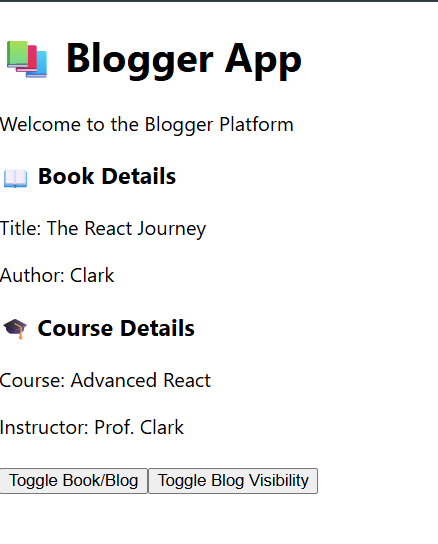 Blogger App
Welcome to the Blogger Platform
Book Details
Title: The React Journey
Author: Clark
Course Details
Course: Advanced React
Instructor: Prof. Clark
Toggle Book/Blog Toggle Blog Visibility